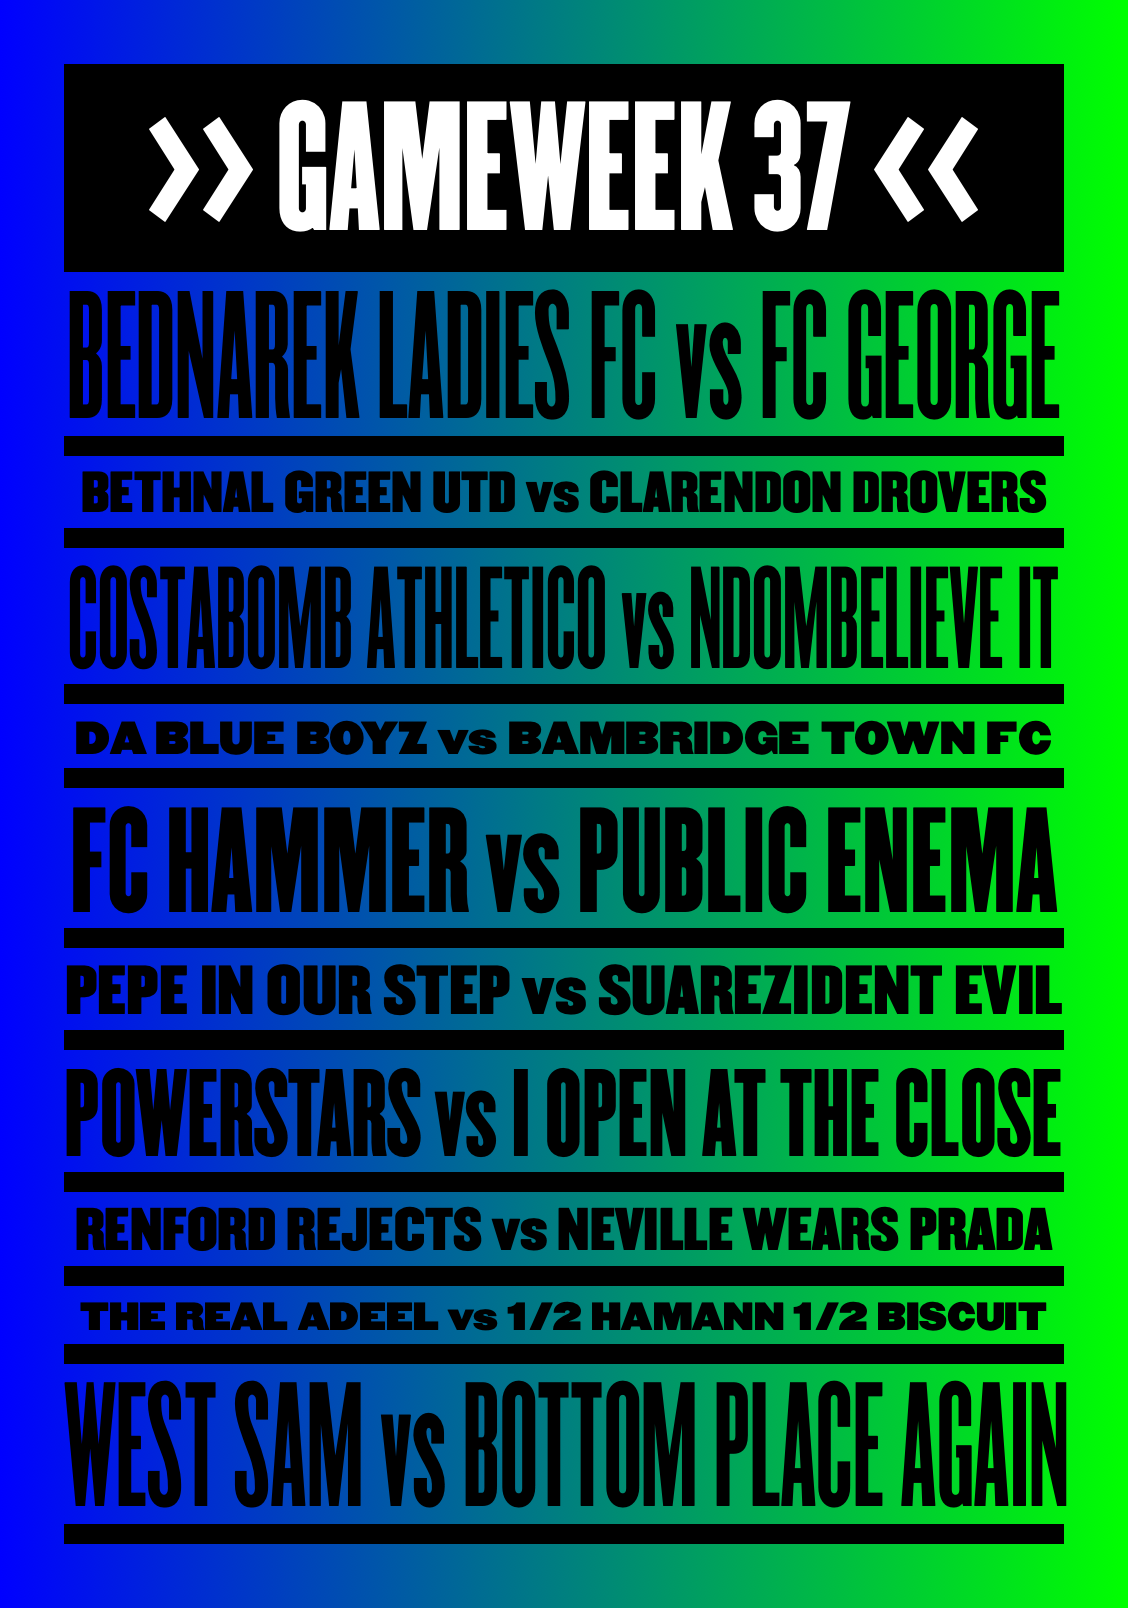 >> GAMEWEEK 37 <<
BEDNAREK LADIES FC vs FC GEORGE
BETHNAL GREEN UTD vs CLARENDON DROVERS
COSTABOMB ATHLETICO vs NDOMBELIEVE IT
DA BLUE BOYZ vs BAMBRIDGE TOWN FC
FC HAMMER vs PUBLIC ENEMA
PEPE IN OUR STEP vs SUAREZIDENT EVIL
POWERSTARS vs I OPEN AT THE CLOSE
RENFORD REJECTS vs NEVILLE WEARS PRADA
THE REAL ADEEL vs 1/2 HAMANN 1/2 BISCUIT
WEST SAM vs BOTTOM PLACE AGAIN